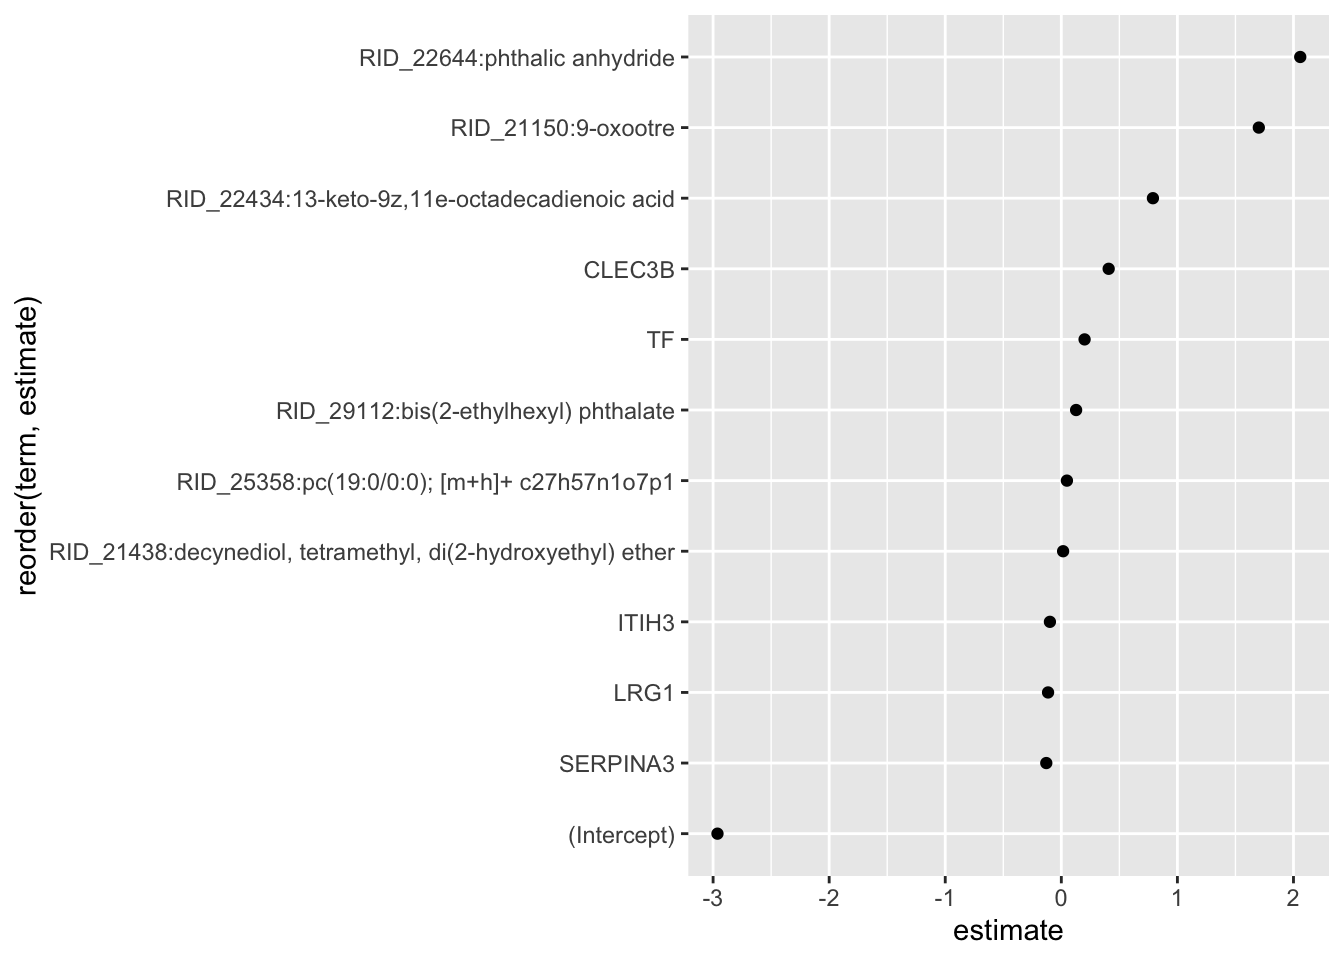 RID_22644:phthalic anhydride
RID_21150:9-oxootre
RID_22434:13-keto-9z,11e-octadecadienoic acid
CLEC3B
TF
RID_29112:bis(2-ethylhexyl) phthalate
RID_25358:pc(19:0/0:0); [m+h]+ c27h57n1o7p1
RID_21438:decynediol, tetramethyl, di(2-hydroxyethyl) ether
ITIH3
LRG1
SERPINA3
(Intercept)
reorder(term, estimate)
-3 -2 -1 0 1 2
estimate